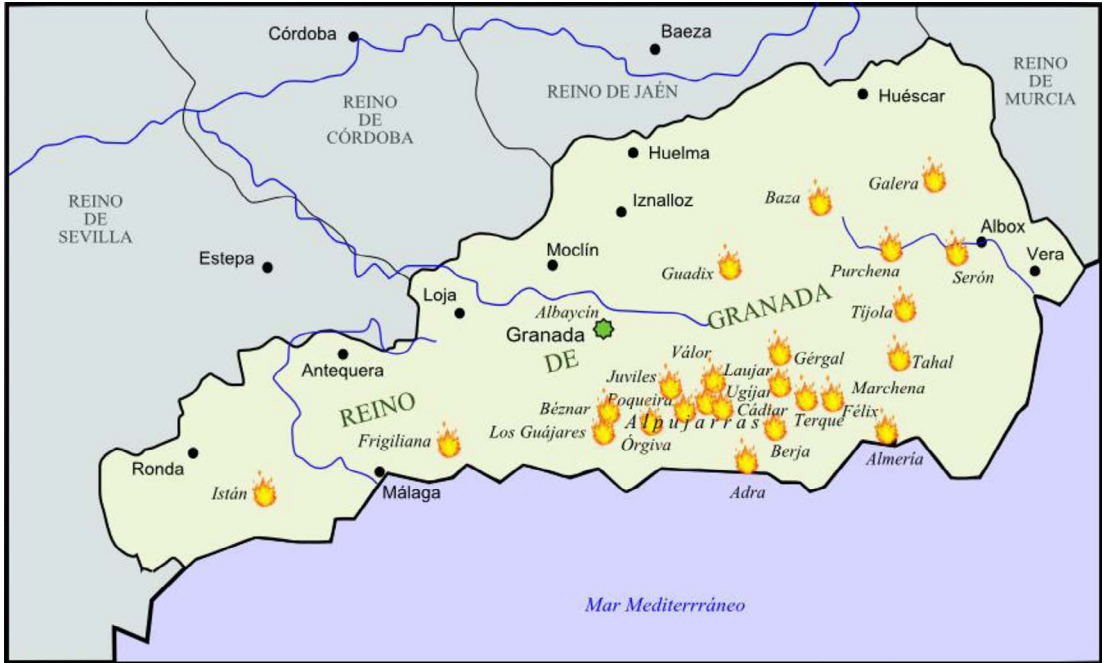 Córdoba
Baeza
REINO
DE
MURCIA
REINO DE JAÉN
REINO
DE
CÓRDOBA
Huéscar
Huelma
Galera
Baza
Iznalloz
REINO
DE
SEVILLA
Albox
Moclín
Vera
Estepa
Guadix
Purchena
Serón
Loja
Albaycín
GRANADA
Tíjola
Granada
Antequera
DE
Válor
Gérgal
Tahal
Laujar
Juviles
Ugíjar
Marchena
Poqueira
REINO
Béznar
Cádiar
Félix
Terque
Alpujarras
Los Guájares
Frigiliana
Órgiva
Berja
Almería
Ronda
Málaga
Istán
Adra
Mar Mediterrráneo